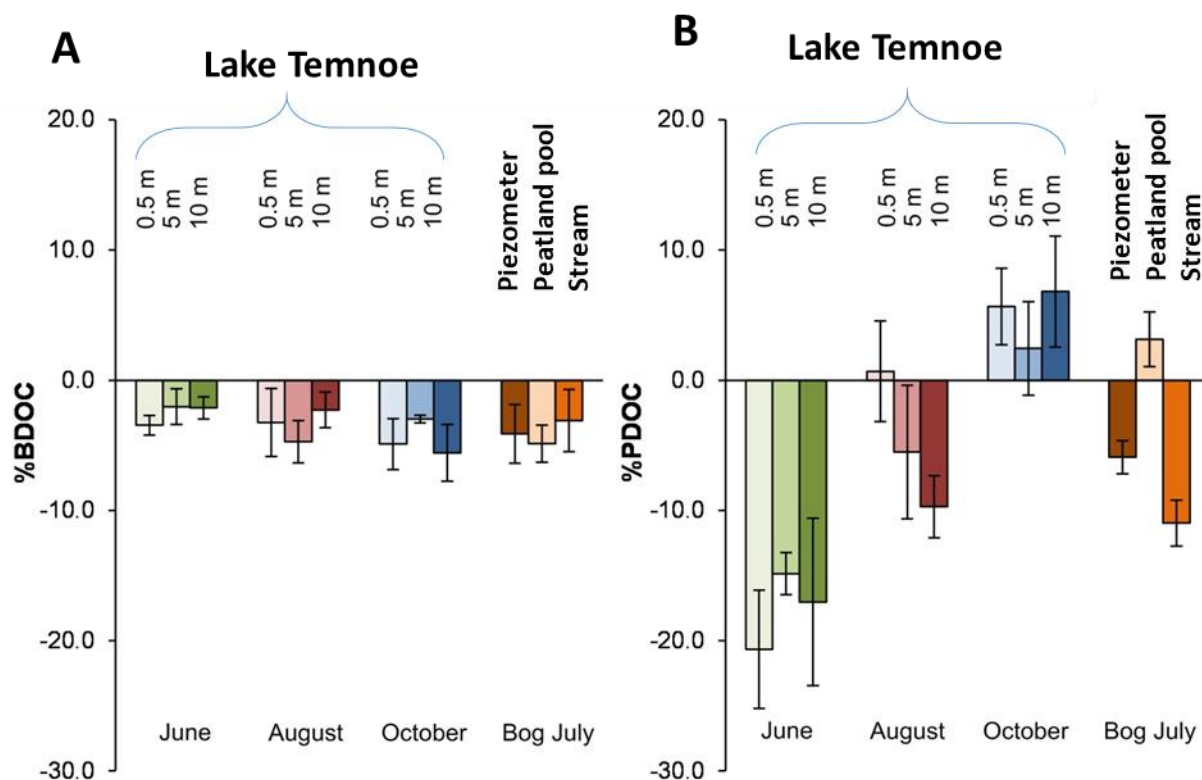 A
Lake Temnoe
20.0
10.0
0.0
-10.0
-20.0
-30.0
%BDOC
0.5 m
5 m
10 m
0.5 m
5 m
10 m
0.5 m
5 m
10 m
Piezometer
Peatland pool
Stream
June
August
October
Bog July
B
Lake Temnoe
20.0
10.0
0.0
-10.0
-20.0
-30.0
%PDOC
0.5 m
5 m
10 m
0.5 m
5 m
10 m
0.5 m
5 m
10 m
Piezometer
Peatland pool
Stream
June
August
October
Bog July